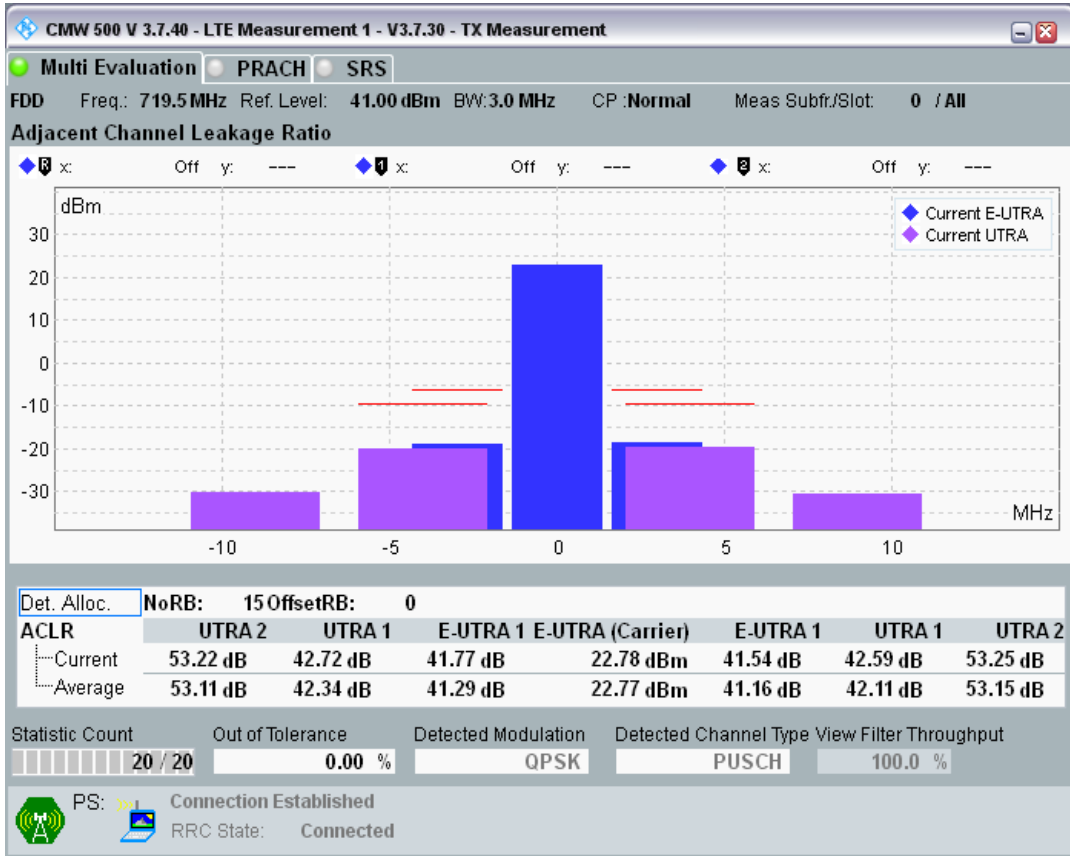 CMW 500 V 3.7.40 - LTE Measurement 1 - V3.7.30 - TX Measurement
Multi Evaluation PRACH SRS
FDD Freq.: 719.5 MHz Ref. Level: 41.00 dBm BW: 3.0 MHz CP : Normal Meas Subfr./Slot: 0 / All
Adjacent Channel Leakage Ratio
R x: Off y: --- 1 x: Off y: --- 2 x: Off y: ---
dBm
Current E-UTRA
Current UTRA
30
20
10
0
-10
-20
-30
MHz
-10 -5 0 5 10
Det. Alloc. NoRB: 15 OffsetRB: 0
ACLR UTRA 2 UTRA 1 E-UTRA 1 E-UTRA (Carrier) E-UTRA 1 UTRA 1 UTRA 2
Current 53.22 dB 42.72 dB 41.77 dB 22.78 dBm 41.54 dB 42.59 dB 53.25 dB
Average 53.11 dB 42.34 dB 41.29 dB 22.77 dBm 41.16 dB 42.11 dB 53.15 dB
Statistic Count Out of Tolerance Detected Modulation Detected Channel Type View Filter Throughput
20 / 20 0.00 % QPSK PUSCH 100.0 %
PS: Connection Established
RRC State: Connected